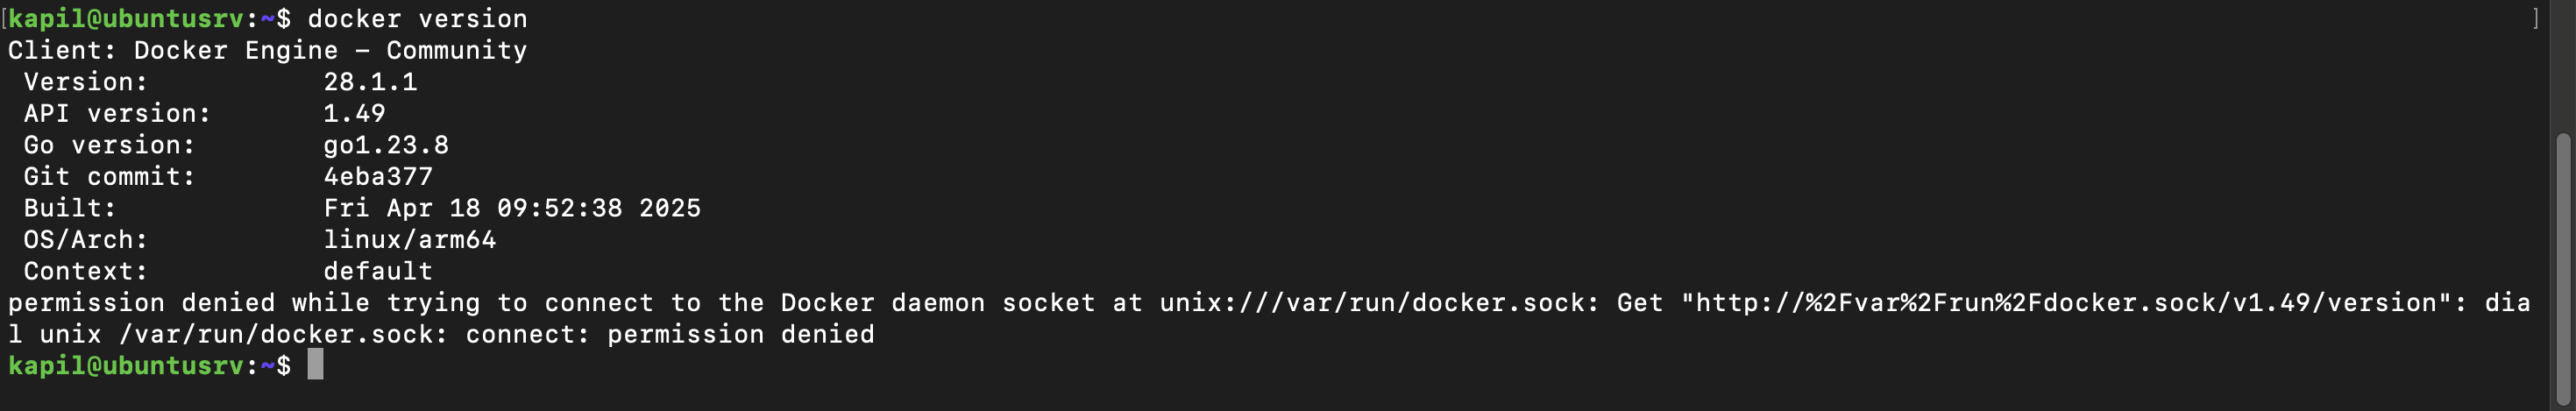 [kapil@ubuntusrv:~$ docker version ]
Client: Docker Engine – Community
 Version:           28.1.1
 API version:       1.49
 Go version:        go1.23.8
 Git commit:        4eba377
 Built:             Fri Apr 18 09:52:38 2025
 OS/Arch:           linux/arm64
 Context:           default
permission denied while trying to connect to the Docker daemon socket at unix:///var/run/docker.sock: Get "http://%2Fvar%2Frun%2Fdocker.sock/v1.49/version": dia
l unix /var/run/docker.sock: connect: permission denied
kapil@ubuntusrv:~$